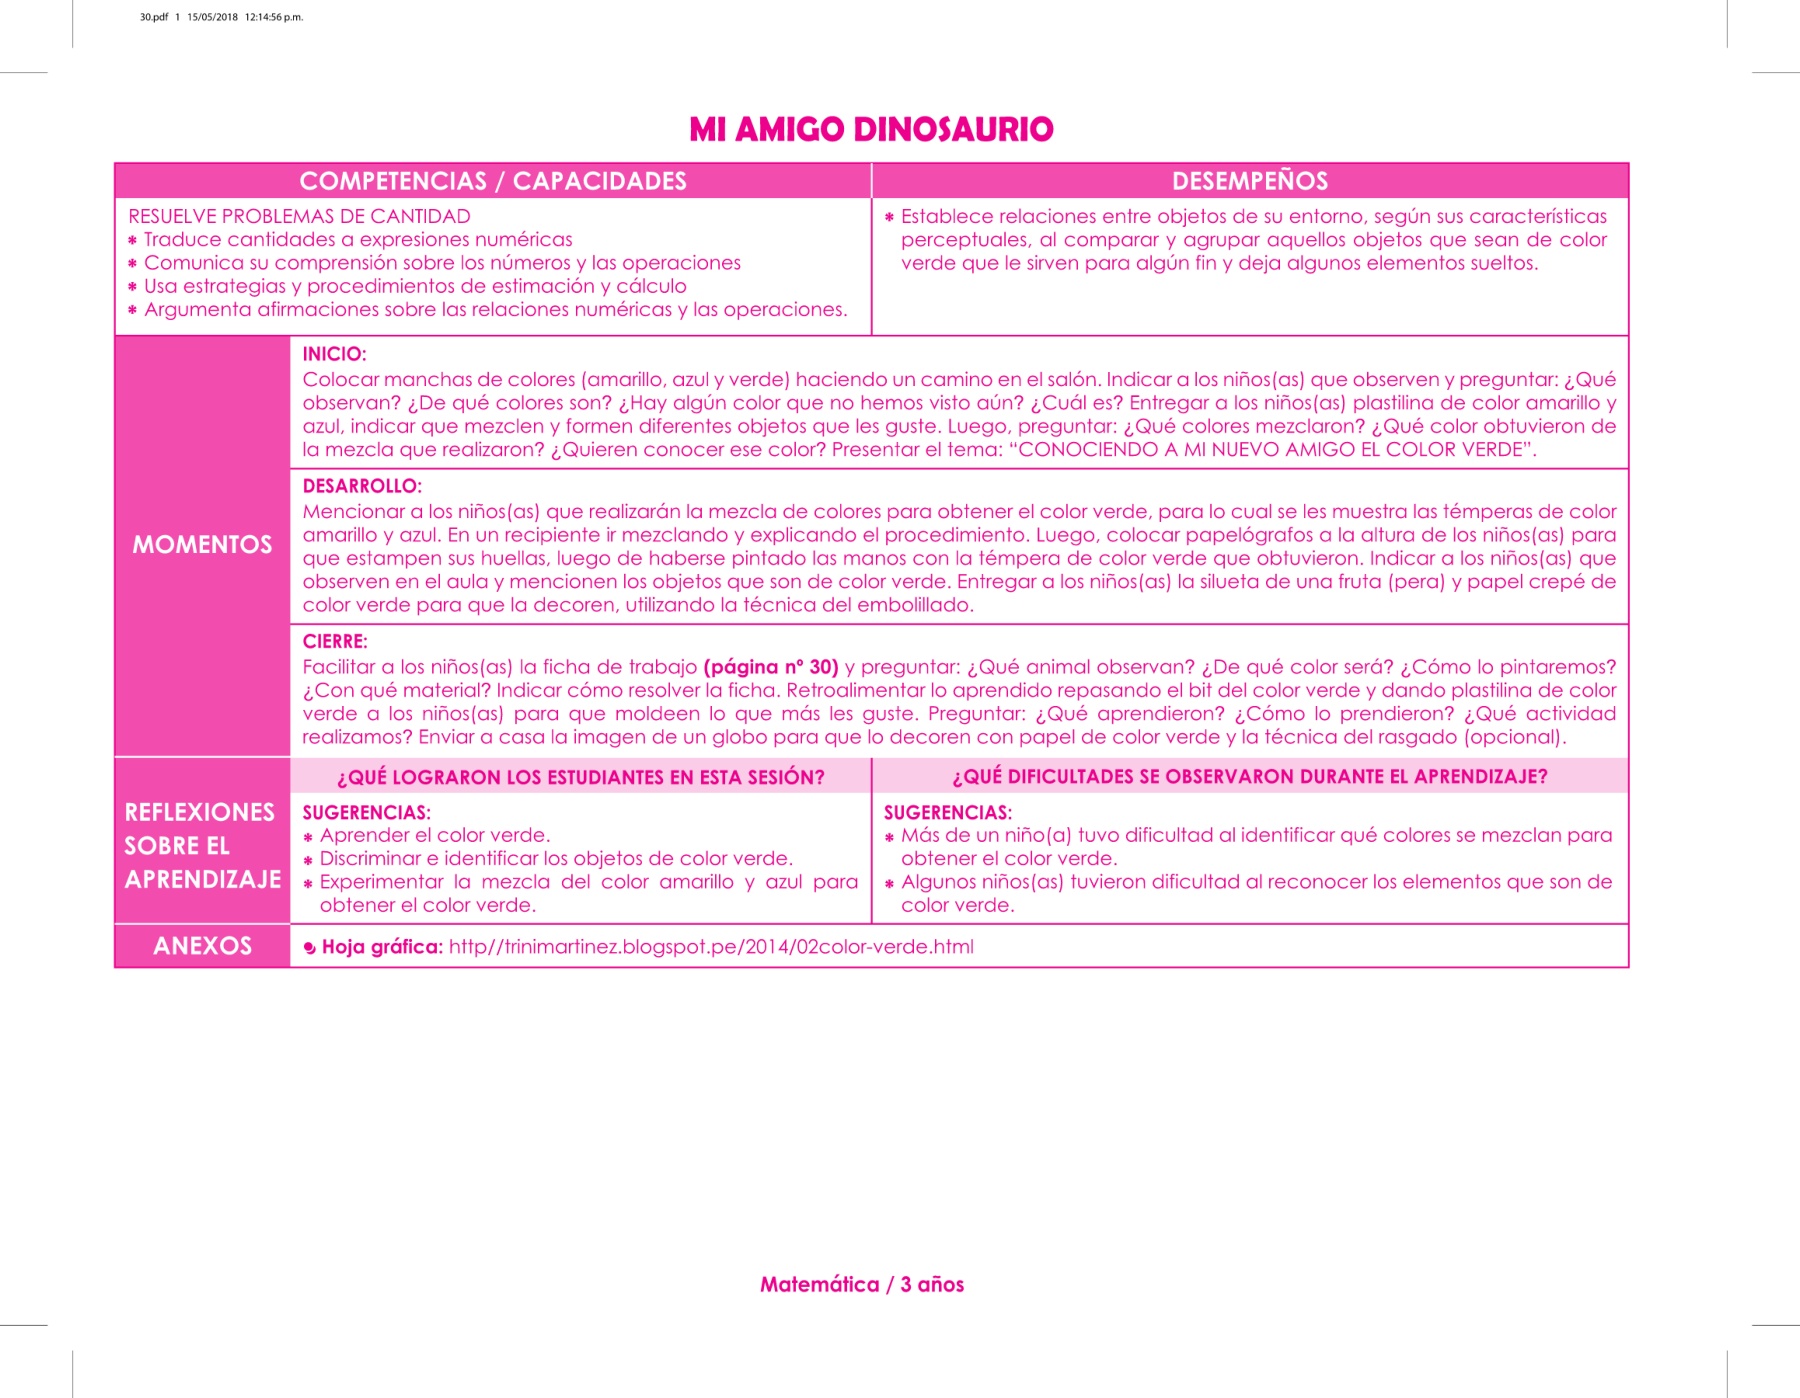 30.pdf 1 15/05/2018 12:14:56 p.m.
MI AMIGO DINOSAURIO
COMPETENCIAS / CAPACIDADES
DESEMPEÑOS
RESUELVE PROBLEMAS DE CANTIDAD
* Traduce cantidades a expresiones numéricas
* Comunica su comprensión sobre los números y las operaciones
* Usa estrategias y procedimientos de estimación y cálculo
* Argumenta afirmaciones sobre las relaciones numéricas y las operaciones.
* Establece relaciones entre objetos de su entorno, según sus características
perceptuales, al comparar y agrupar aquellos objetos que sean de color
verde que le sirven para algún fin y deja algunos elementos sueltos.
MOMENTOS
INICIO:
Colocar manchas de colores (amarillo, azul y verde) haciendo un camino en el salón. Indicar a los niños(as) que observen y preguntar: ¿Qué
observan? ¿De qué colores son? ¿Hay algún color que no hemos visto aún? ¿Cuál es? Entregar a los niños(as) plastilina de color amarillo y
azul, indicar que mezclen y formen diferentes objetos que les guste. Luego, preguntar: ¿Qué colores mezclaron? ¿Qué color obtuvieron de
la mezcla que realizaron? ¿Quieren conocer ese color? Presentar el tema: “CONOCIENDO A MI NUEVO AMIGO EL COLOR VERDE”.
DESARROLLO:
Mencionar a los niños(as) que realizarán la mezcla de colores para obtener el color verde, para lo cual se les muestra las témperas de color
amarillo y azul. En un recipiente ir mezclando y explicando el procedimiento. Luego, colocar papelógrafos a la altura de los niños(as) para
que estampen sus huellas, luego de haberse pintado las manos con la témpera de color verde que obtuvieron. Indicar a los niños(as) que
observen en el aula y mencionen los objetos que son de color verde. Entregar a los niños(as) la silueta de una fruta (pera) y papel crepé de
color verde para que la decoren, utilizando la técnica del embolillado.
CIERRE:
Facilitar a los niños(as) la ficha de trabajo (página nº 30) y preguntar: ¿Qué animal observan? ¿De qué color será? ¿Cómo lo pintaremos?
¿Con qué material? Indicar cómo resolver la ficha. Retroalimentar lo aprendido repasando el bit del color verde y dando plastilina de color
verde a los niños(as) para que moldeen lo que más les guste. Preguntar: ¿Qué aprendieron? ¿Cómo lo prendieron? ¿Qué actividad
realizamos? Enviar a casa la imagen de un globo para que lo decoren con papel de color verde y la técnica del rasgado (opcional).
REFLEXIONES
SOBRE EL
APRENDIZAJE
¿QUÉ LOGRARON LOS ESTUDIANTES EN ESTA SESIÓN?
SUGERENCIAS:
* Aprender el color verde.
* Discriminar e identificar los objetos de color verde.
* Experimentar la mezcla del color amarillo y azul para
obtener el color verde.
¿QUÉ DIFICULTADES SE OBSERVARON DURANTE EL APRENDIZAJE?
SUGERENCIAS:
* Más de un niño(a) tuvo dificultad al identificar qué colores se mezclan para
obtener el color verde.
* Algunos niños(as) tuvieron dificultad al reconocer los elementos que son de
color verde.
ANEXOS
Hoja gráfica: http//trinimartinez.blogspot.pe/2014/02color-verde.html
Matemática / 3 años